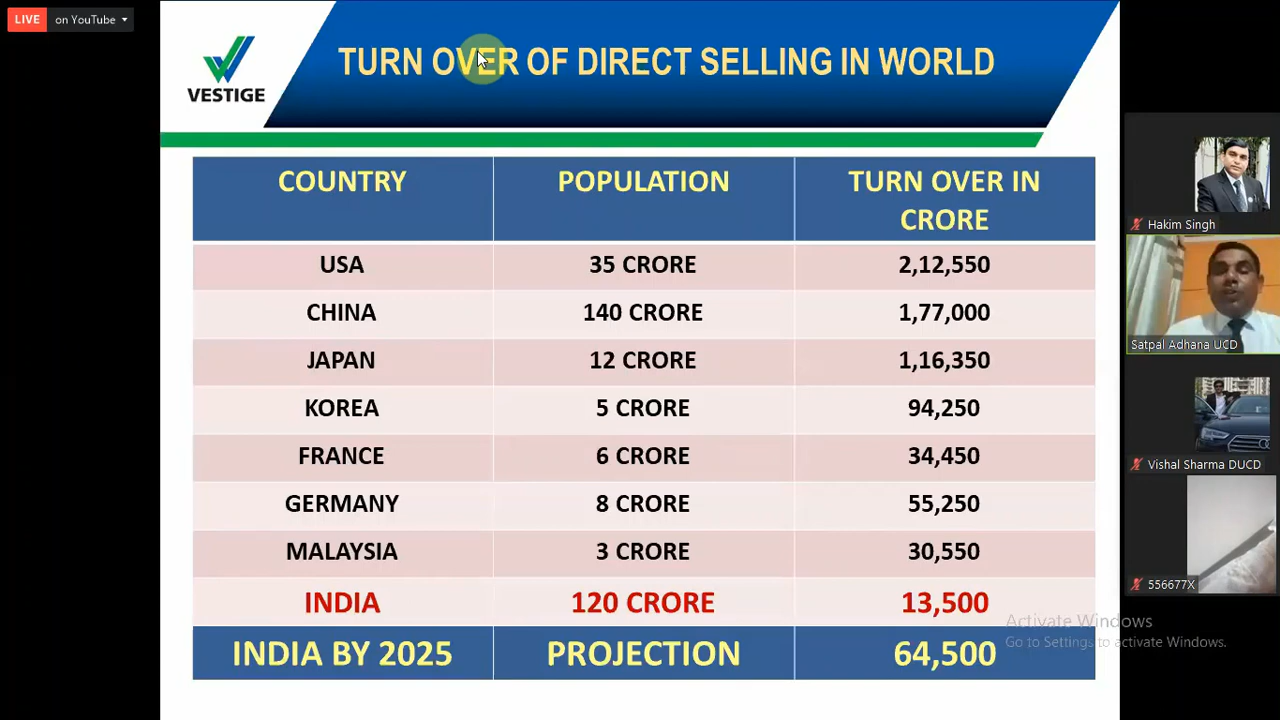 LIVE on YouTube
VESTIGE
TURN OVER OF DIRECT SELLING IN WORLD
COUNTRY POPULATION TURN OVER IN CRORE
USA 35 CRORE 2,12,550
CHINA 140 CRORE 1,77,000
JAPAN 12 CRORE 1,16,350
KOREA 5 CRORE 94,250
FRANCE 6 CRORE 34,450
GERMANY 8 CRORE 55,250
MALAYSIA 3 CRORE 30,550
INDIA 120 CRORE 13,500
INDIA BY 2025 PROJECTION 64,500
Activate Windows
Go to Settings to activate Windows.
Hakim Singh
Satpal Adhana UCD
Vishal Sharma DUCD
556677X